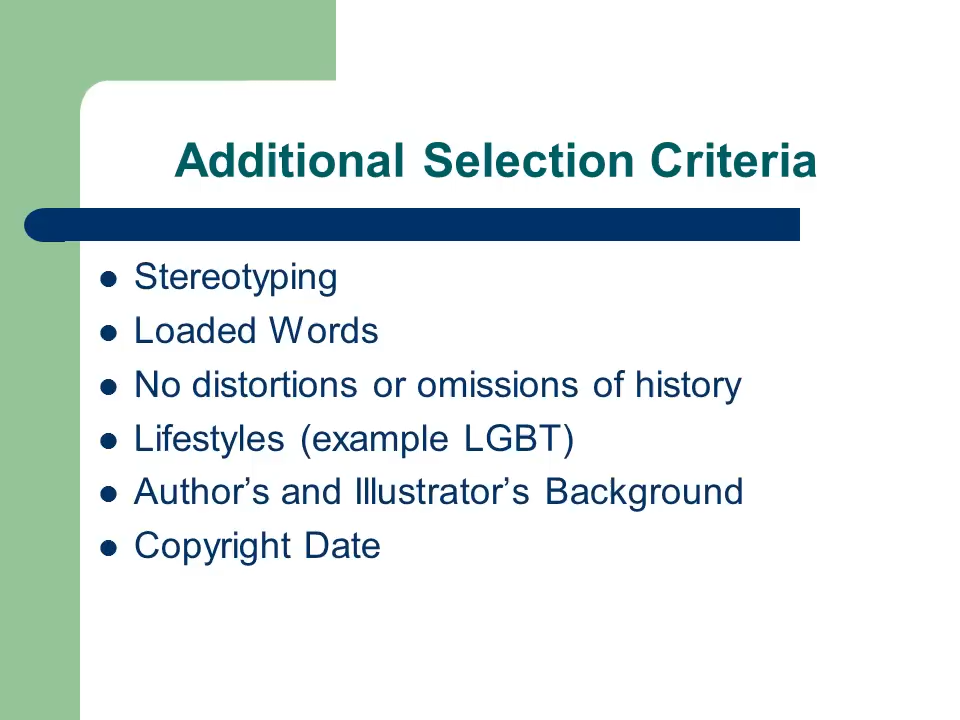 Additional Selection Criteria
Stereotyping
Loaded Words
No distortions or omissions of history
Lifestyles (example LGBT)
Author’s and Illustrator’s Background
Copyright Date